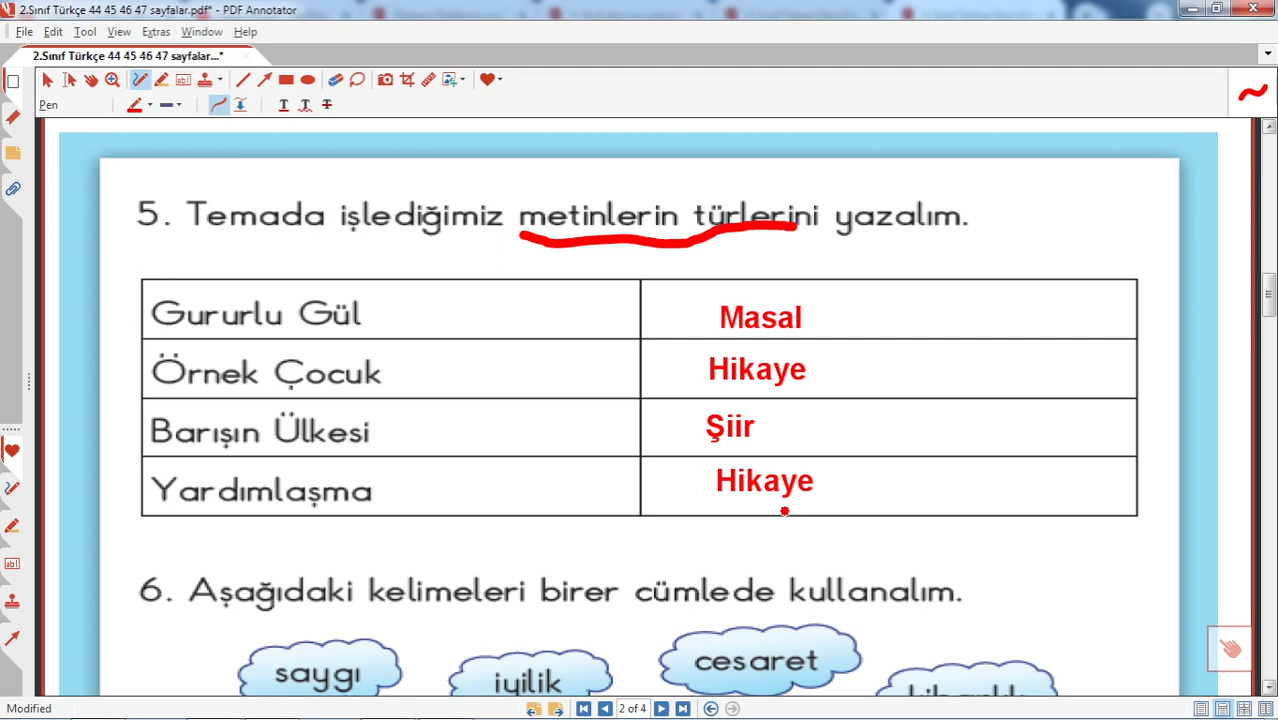 2.Sınıf Türkçe 44 45 46 47 sayfalar.pdf* - PDF Annotator
File Edit Tool View Extras Window Help
2.Sınıf Türkçe 44 45 46 47 sayfalar...*
Pen
5. Temada işlediğimiz metinlerin türlerini yazalım.
Gururlu Gül Masal
Örnek Çocuk Hikaye
Barışın Ülkesi Şiir
Yardımlaşma Hikaye
6. Aşağıdaki kelimeleri birer cümlede kullanalım.
saygı iyilik cesaret
Modified 2 of 4